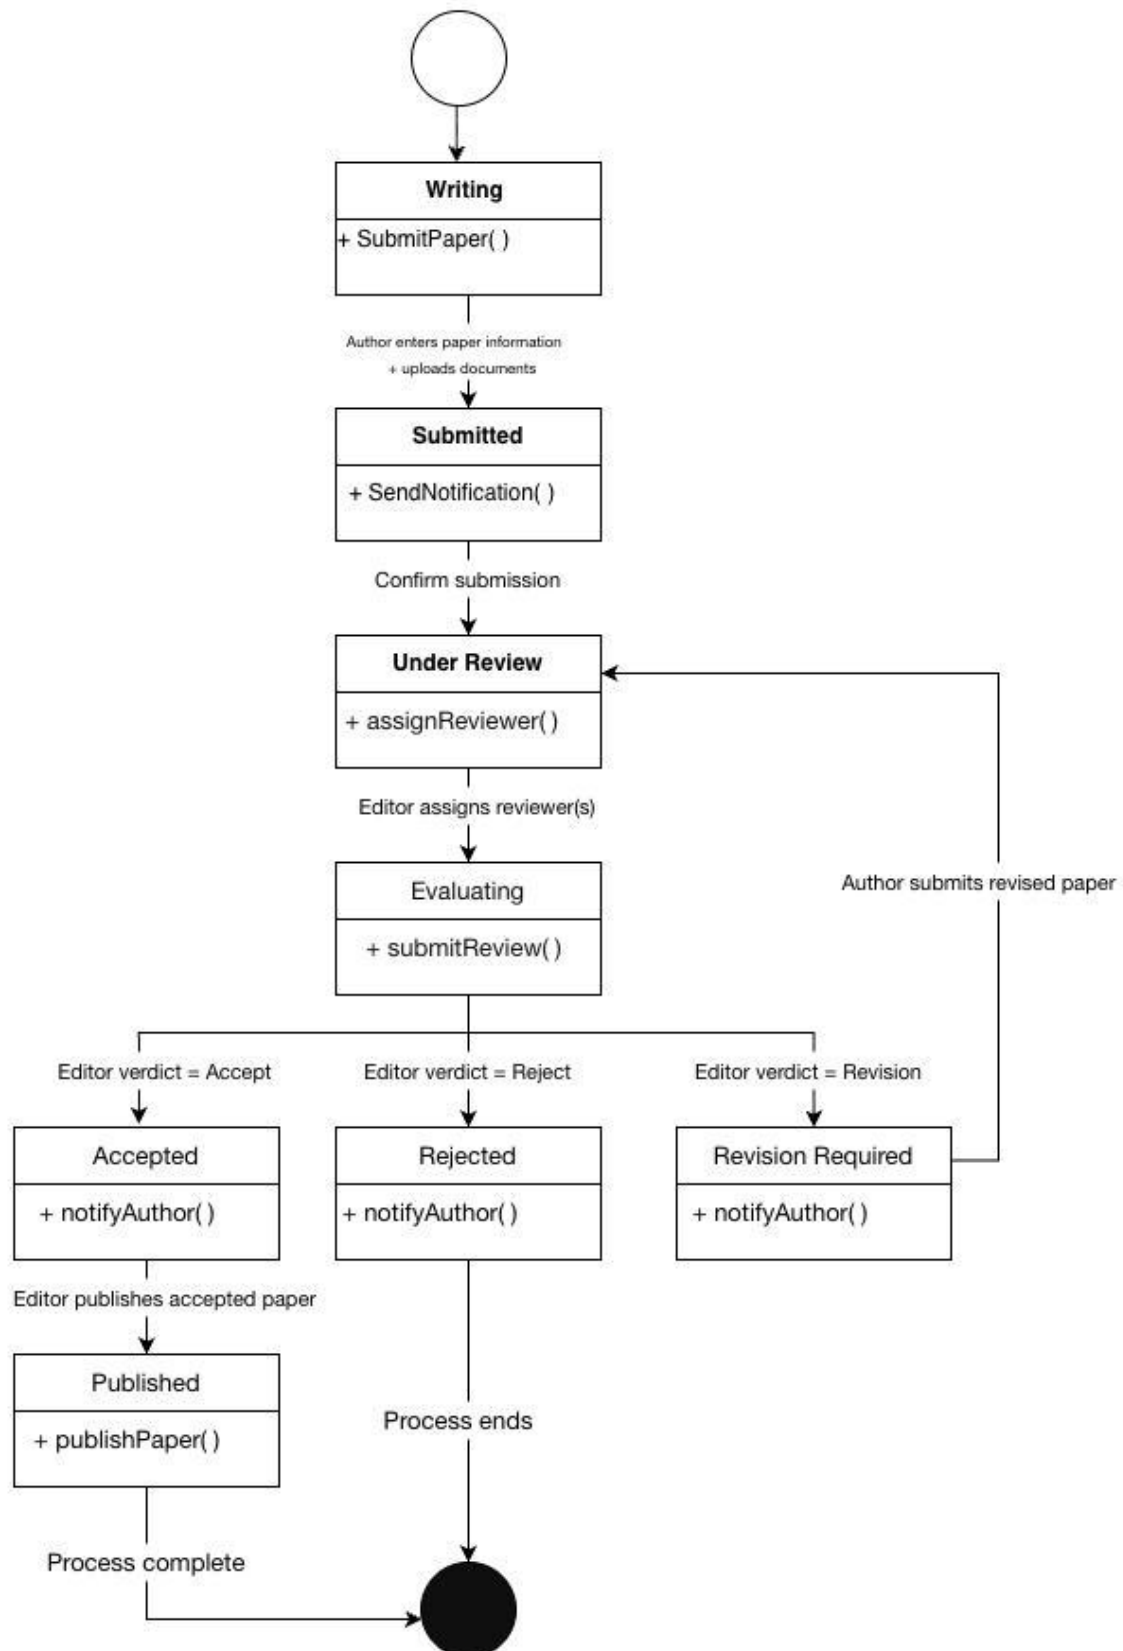 Writing
+ SubmitPaper( )
Author enters paper information
+ uploads documents
Submitted
+ SendNotification( )
Confirm submission
Under Review
+ assignReviewer( )
Editor assigns reviewer(s)
Evaluating
+ submitReview( )
Author submits revised paper
Editor verdict = Accept
Editor verdict = Reject
Editor verdict = Revision
Accepted
+ notifyAuthor( )
Rejected
+ notifyAuthor( )
Revision Required
+ notifyAuthor( )
Editor publishes accepted paper
Published
+ publishPaper( )
Process ends
Process complete